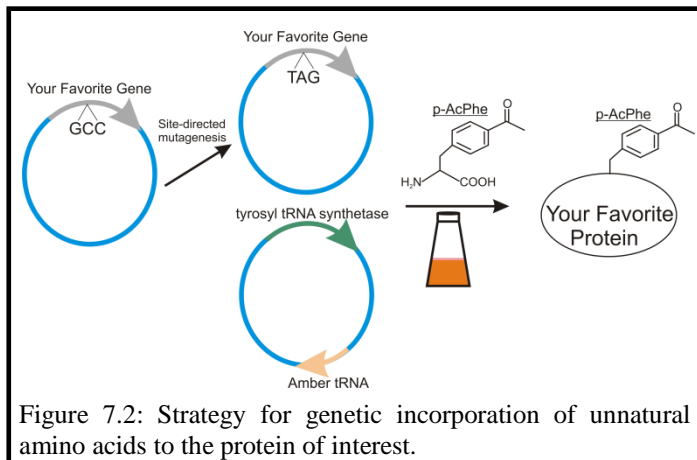 Your Favorite Gene
GCC
Site-directed
mutagenesis
Your Favorite Gene
TAG
tyrosyl tRNA synthetase
Amber tRNA
p-AcPhe
O
H₂N
COOH
p-AcPhe
O
Your Favorite
Protein
Figure 7.2: Strategy for genetic incorporation of unnatural
amino acids to the protein of interest.